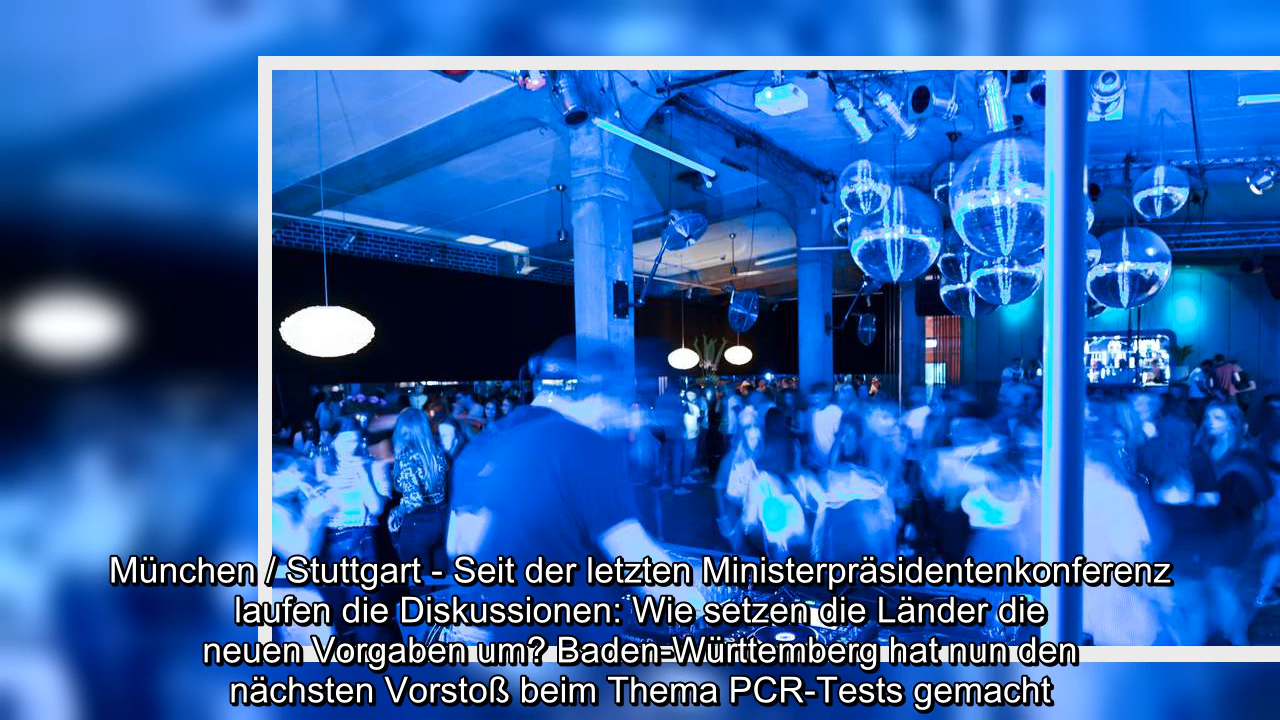 München / Stuttgart - Seit der letzten Ministerpräsidentenkonferenz
laufen die Diskussionen: Wie setzen die Länder die
neuen Vorgaben um? Baden-Württemberg hat nun den
nächsten Vorstoß beim Thema PCR-Tests gemacht